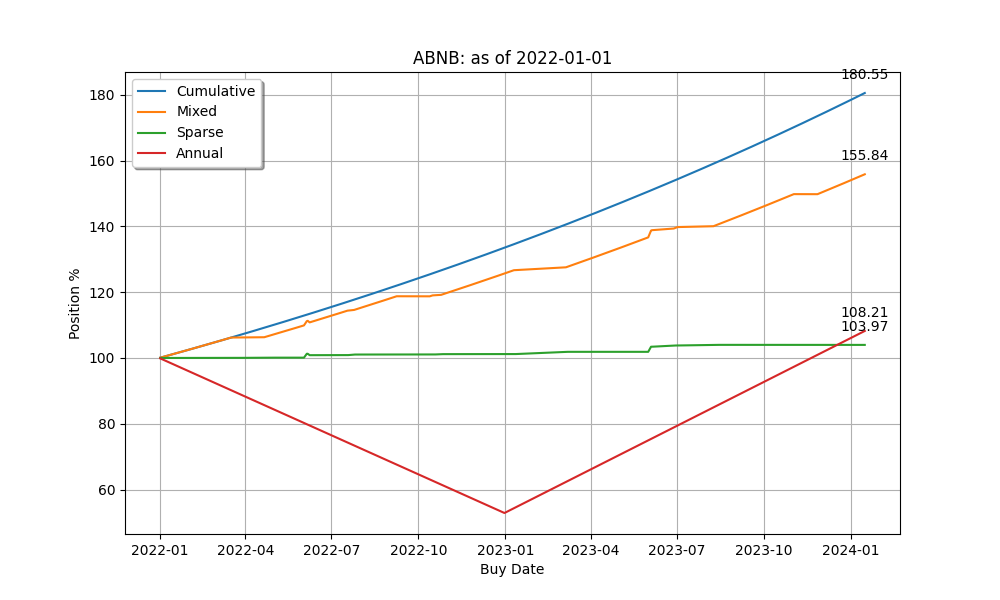 ABNB: as of 2022-01-01
180.55
Cumulative
Mixed
Sparse
Annual
155.84
108.21
103.97
180
160
140
120
100
80
60
Position %
2022-01
2022-04
2022-07
2022-10
2023-01
2023-04
2023-07
2023-10
2024-01
Buy Date